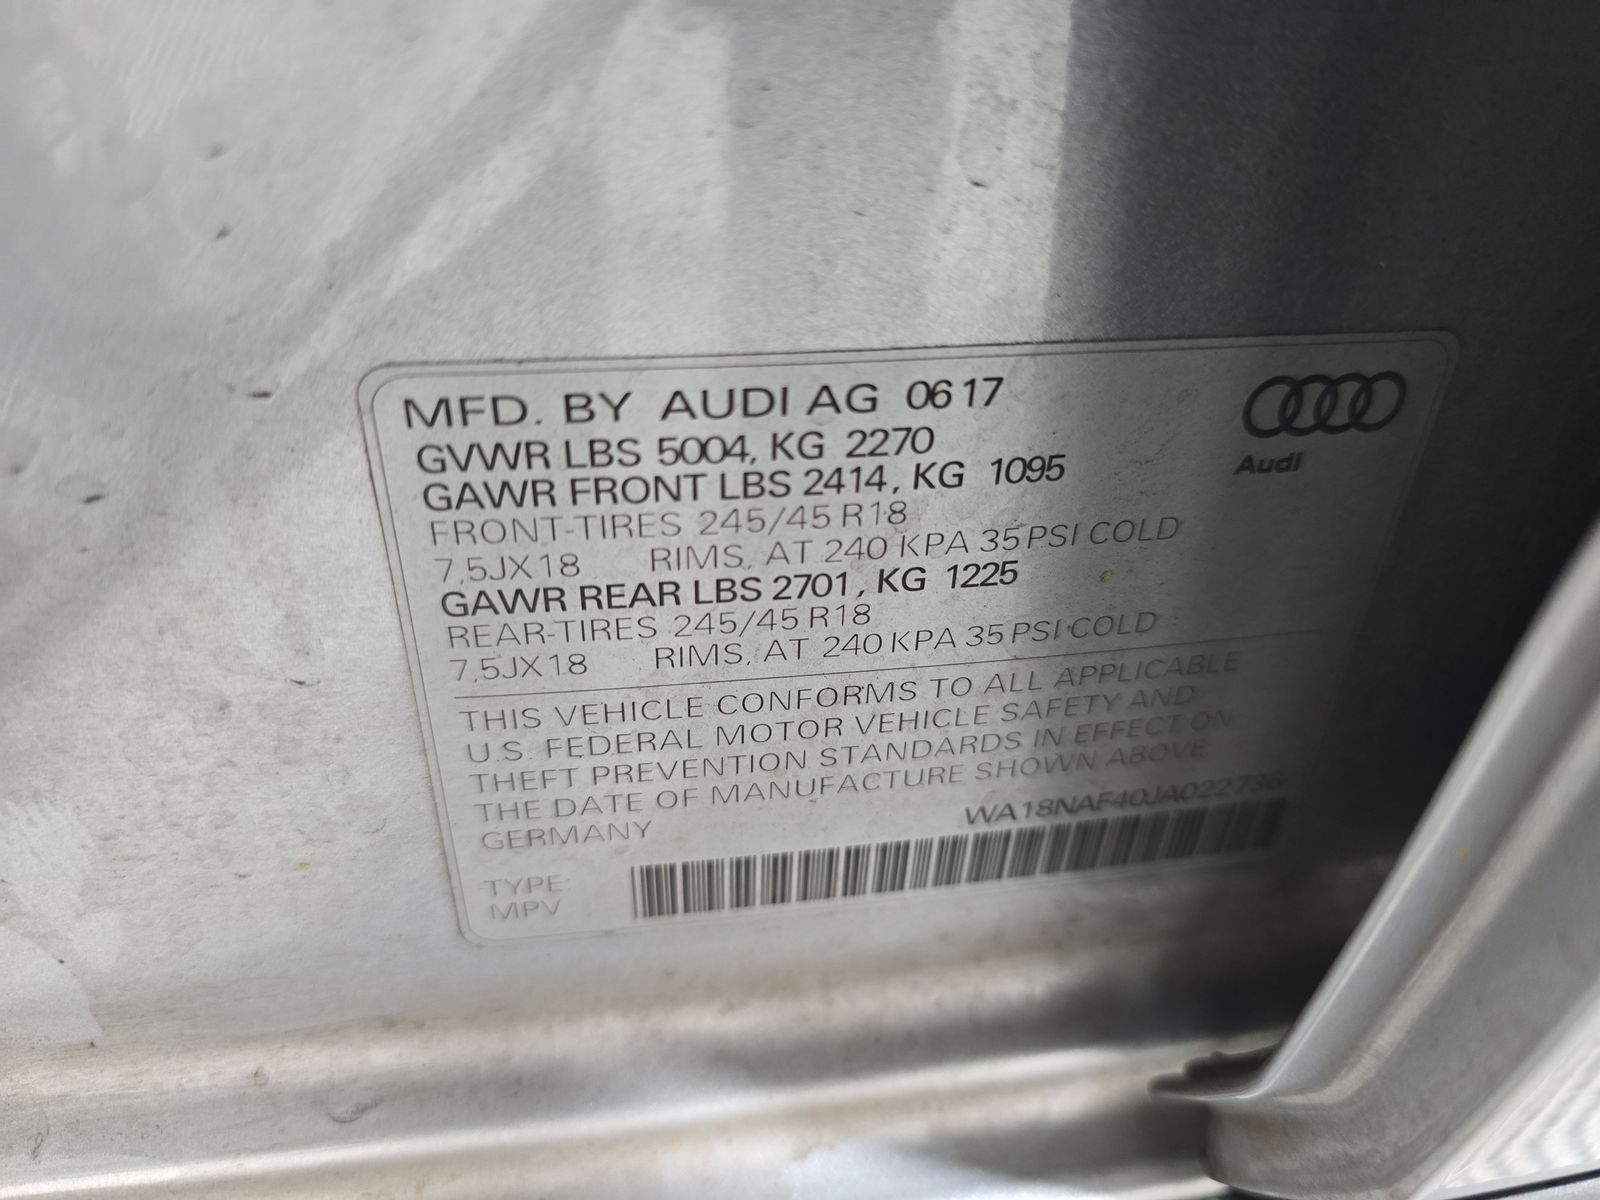 MFD. BY AUDI AG 06 17
GVWR LBS 5004, KG 2270
GAWR FRONT LBS 2414, KG 1095
FRONT-TIRES 245/45 R18
7,5JX18 RIMS, AT 240 KPA 35 PSI COLD
GAWR REAR LBS 2701, KG 1225
REAR-TIRES 245/45 R18
7,5JX18 RIMS, AT 240 KPA 35 PSI COLD
Audi
THIS VEHICLE CONFORMS TO ALL APPLICABLE
U.S. FEDERAL MOTOR VEHICLE SAFETY AND
THEFT PREVENTION STANDARDS IN EFFECT ON
THE DATE OF MANUFACTURE SHOWN ABOVE
GERMANY
TYPE
MPV